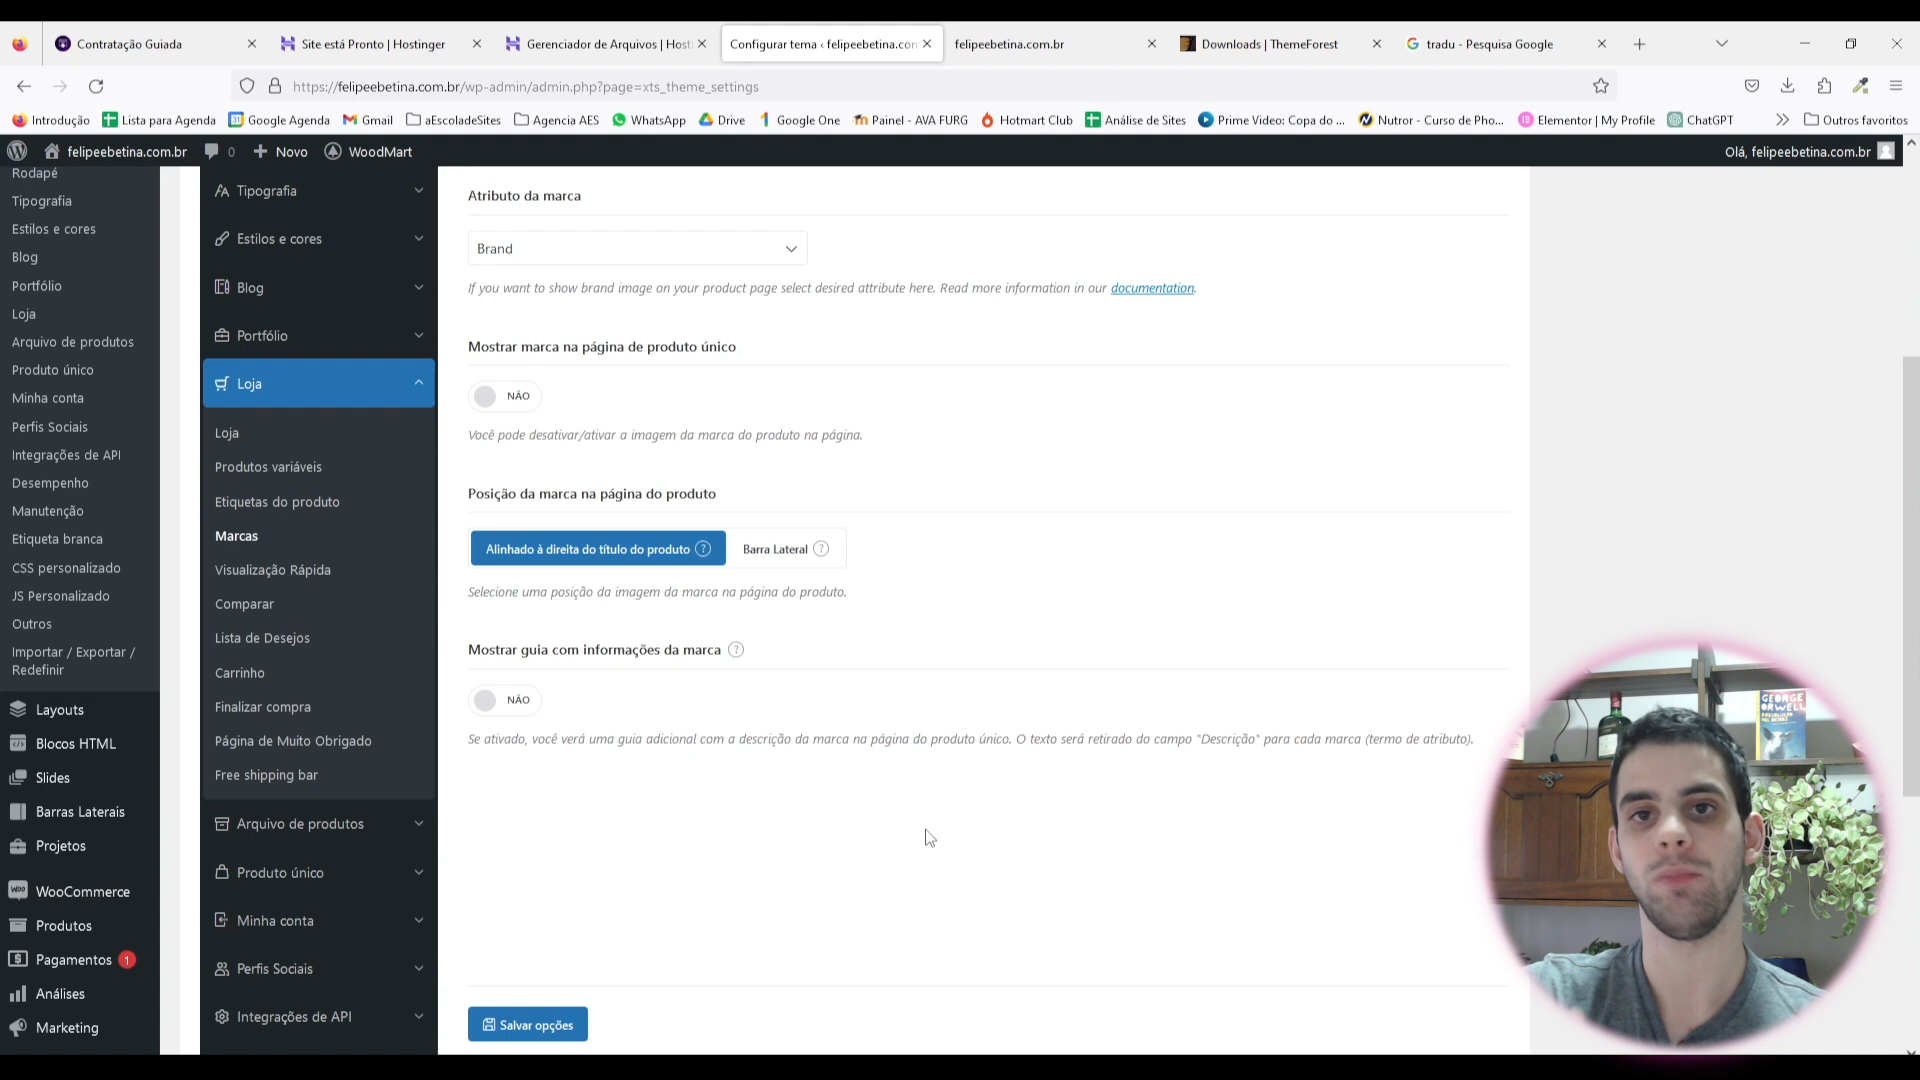 Contratação Guiada
Site está Pronto | Hostinger
Gerenciador de Arquivos | Host
Configurar tema ‹ felipeebetina.com
felipeebetina.com.br
Downloads | ThemeForest
tradu - Pesquisa Google
https://felipeebetina.com.br/wp-admin/admin.php?page=xts_theme_settings
Introdução
Lista para Agenda
Google Agenda
Gmail
aEscoladeSites
Agencia AES
WhatsApp
Drive
Google One
Painel - AVA FURG
Hotmart Club
Análise de Sites
Prime Video: Copa do ...
Nutror - Curso de Pho...
Elementor | My Profile
ChatGPT
Outros favoritos
felipeebetina.com.br
0
Novo
WoodMart
Olá, felipeebetina.com.br
Rodapé
Tipografia
Estilos e cores
Blog
Portfólio
Loja
Arquivo de produtos
Produto único
Minha conta
Perfis Sociais
Integrações de API
Desempenho
Manutenção
Etiqueta branca
CSS personalizado
JS Personalizado
Outros
Importar / Exportar /
Redefinir
Layouts
Blocos HTML
Slides
Barras Laterais
Projetos
WooCommerce
Produtos
Pagamentos 1
Análises
Marketing
Tipografia
Estilos e cores
Blog
Portfólio
Loja
Loja
Produtos variáveis
Etiquetas do produto
Marcas
Visualização Rápida
Comparar
Lista de Desejos
Carrinho
Finalizar compra
Página de Muito Obrigado
Free shipping bar
Arquivo de produtos
Produto único
Minha conta
Perfis Sociais
Integrações de API
Atributo da marca
Brand
If you want to show brand image on your product page select desired attribute here. Read more information in our documentation.
Mostrar marca na página de produto único
NÃO
Você pode desativar/ativar a imagem da marca do produto na página.
Posição da marca na página do produto
Alinhado à direita do título do produto ?
Barra Lateral ?
Selecione uma posição da imagem da marca na página do produto.
Mostrar guia com informações da marca ?
NÃO
Se ativado, você verá uma guia adicional com a descrição da marca na página do produto único. O texto será retirado do campo "Descrição" para cada marca (termo de atributo).
Salvar opções
GEORGE
ORWELL